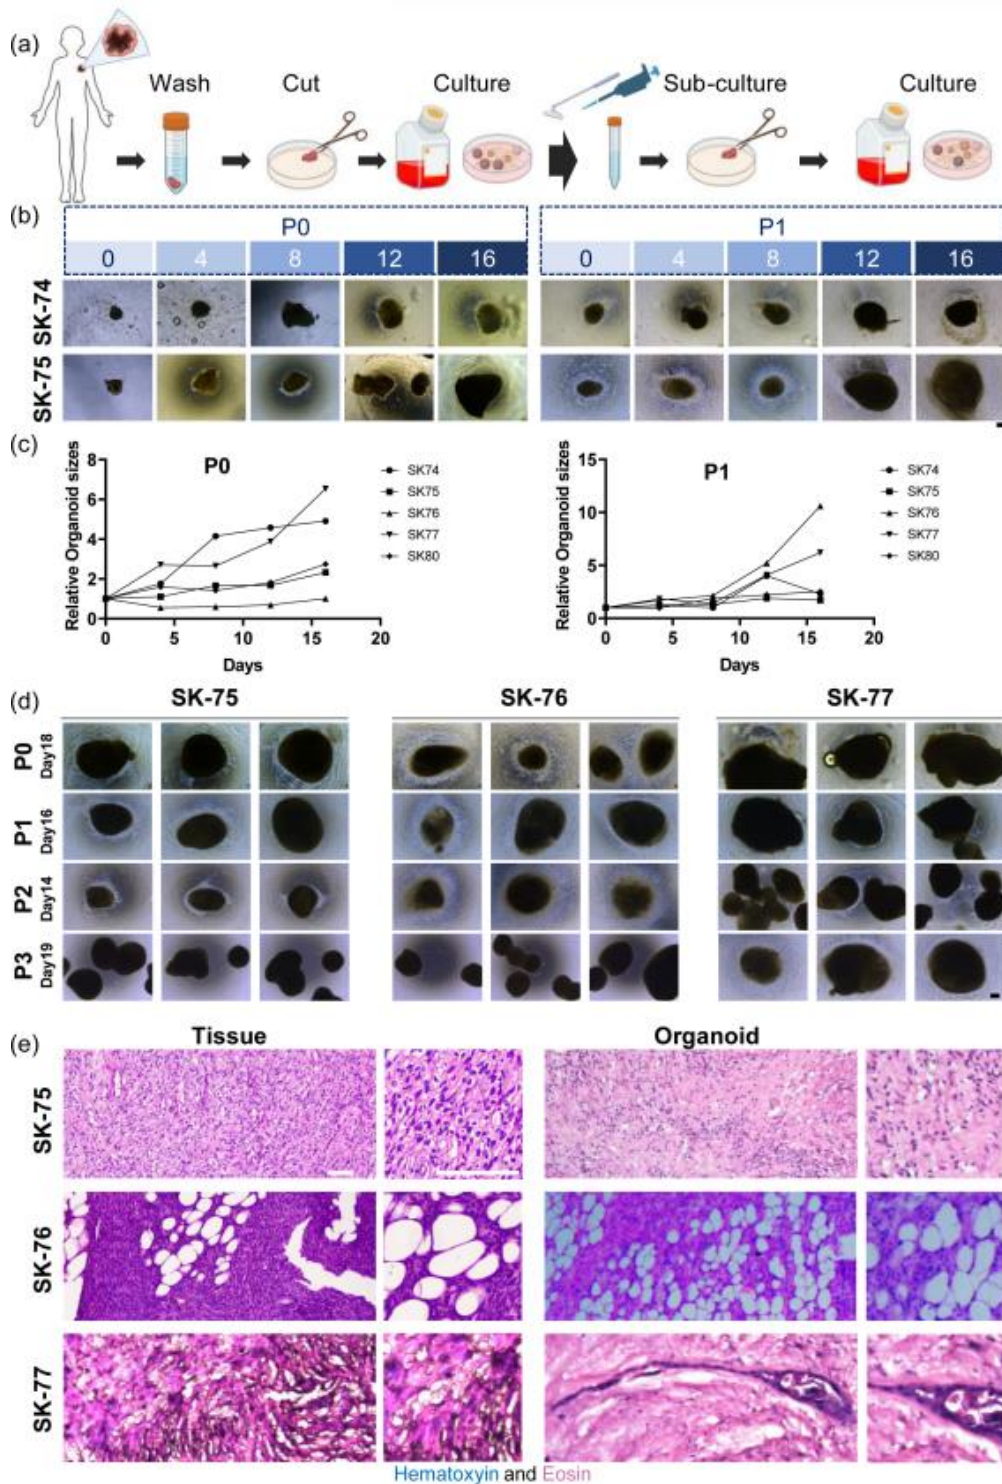 (a)
Wash Cut Culture Sub-culture Culture
(b)
P0 P1
0 4 8 12 16 0 4 8 12 16
SK-74
SK-75
(c)
Relative Organoid sizes
P0
8
6
4
2
0
0 5 10 15 20
Days
SK74
SK75
SK76
SK77
SK80
Relative Organoid sizes
P1
15
10
5
0
0 5 10 15 20
Days
SK74
SK75
SK76
SK77
SK80
(d)
SK-75 SK-76 SK-77
P0
Day18
P1
Day16
P2
Day14
P3
Day19
(e)
Tissue Organoid
SK-75
SK-76
SK-77
Hematoxyin and Eosin